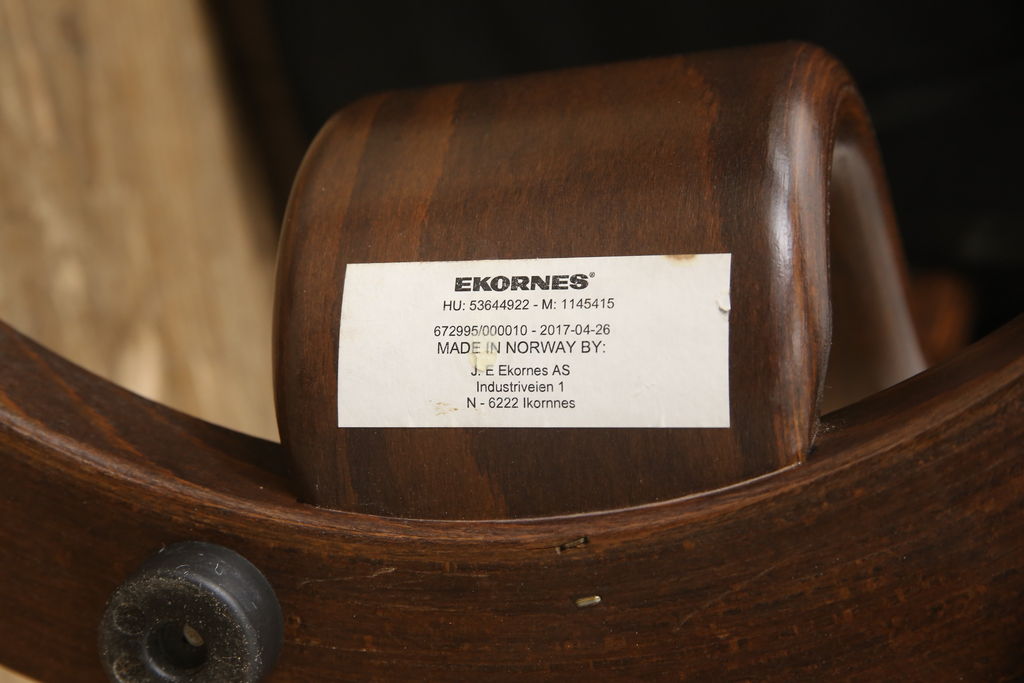 EKORNES®
HU: 53644922 - M: 1145415
672995/000010 - 2017-04-26
MADE IN NORWAY BY:
J. E Ekornes AS
Industriveien 1
N - 6222 Ikornnes